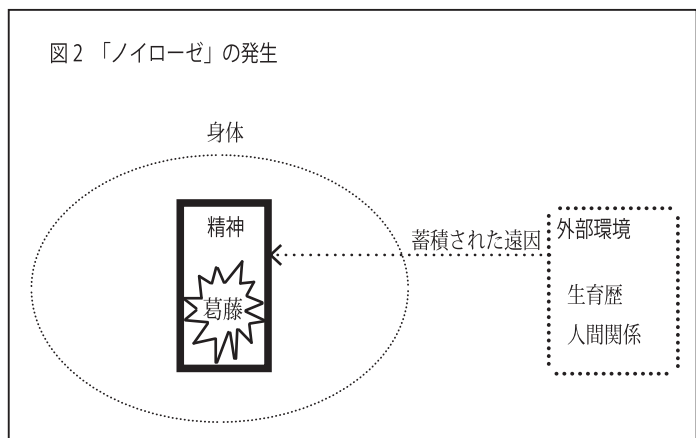 図2 「ノイローゼ」の発生
身体
精神
葛藤
蓄積された遠因
外部環境
生育歴
人間関係